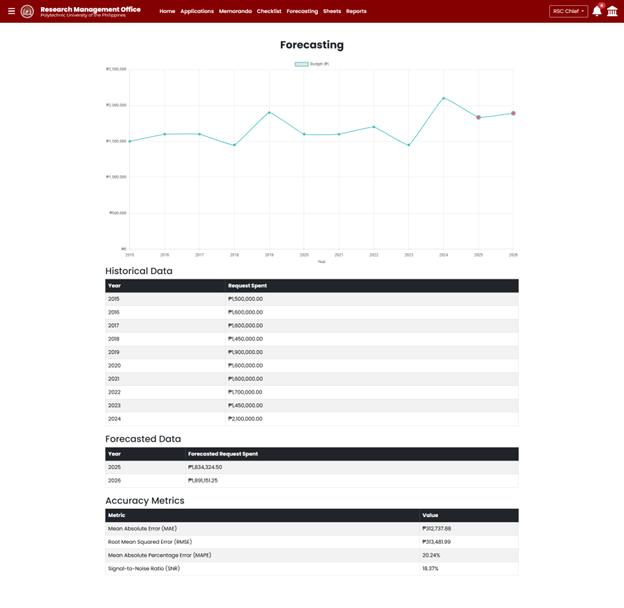 Research Management Office
Polytechnic University of the Philippines
Home Applications Memoranda Checklist Forecasting Sheets Reports
RSC Chief
Forecasting
Budget (₱)
₱2,500,000
₱2,000,000
₱1,500,000
₱1,000,000
₱500,000
₱0
2015 2016 2017 2018 2019 2020 2021 2022 2023 2024 2025 2026
Year
Historical Data
Year Request Spent
2015 ₱1,500,000.00
2016 ₱1,600,000.00
2017 ₱1,600,000.00
2018 ₱1,450,000.00
2019 ₱1,900,000.00
2020 ₱1,600,000.00
2021 ₱1,600,000.00
2022 ₱1,700,000.00
2023 ₱1,450,000.00
2024 ₱2,100,000.00
Forecasted Data
Year Forecasted Request Spent
2025 ₱1,834,324.50
2026 ₱1,891,151.25
Accuracy Metrics
Metric Value
Mean Absolute Error (MAE) ₱312,737.88
Root Mean Squared Error (RMSE) ₱313,481.99
Mean Absolute Percentage Error (MAPE) 20.24%
Signal-to-Noise Ratio (SNR) 18.37%